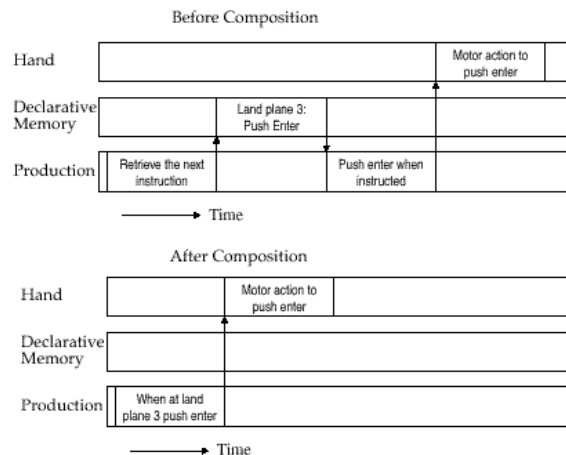 Before Composition
Hand
Motor action to
push enter
Declarative
Memory
Land plane 3:
Push Enter
Production
Retrieve the next
instruction
Push enter when
instructed
Time
After Composition
Hand
Motor action to
push enter
Declarative
Memory
Production
When at land
plane 3 push enter
Time